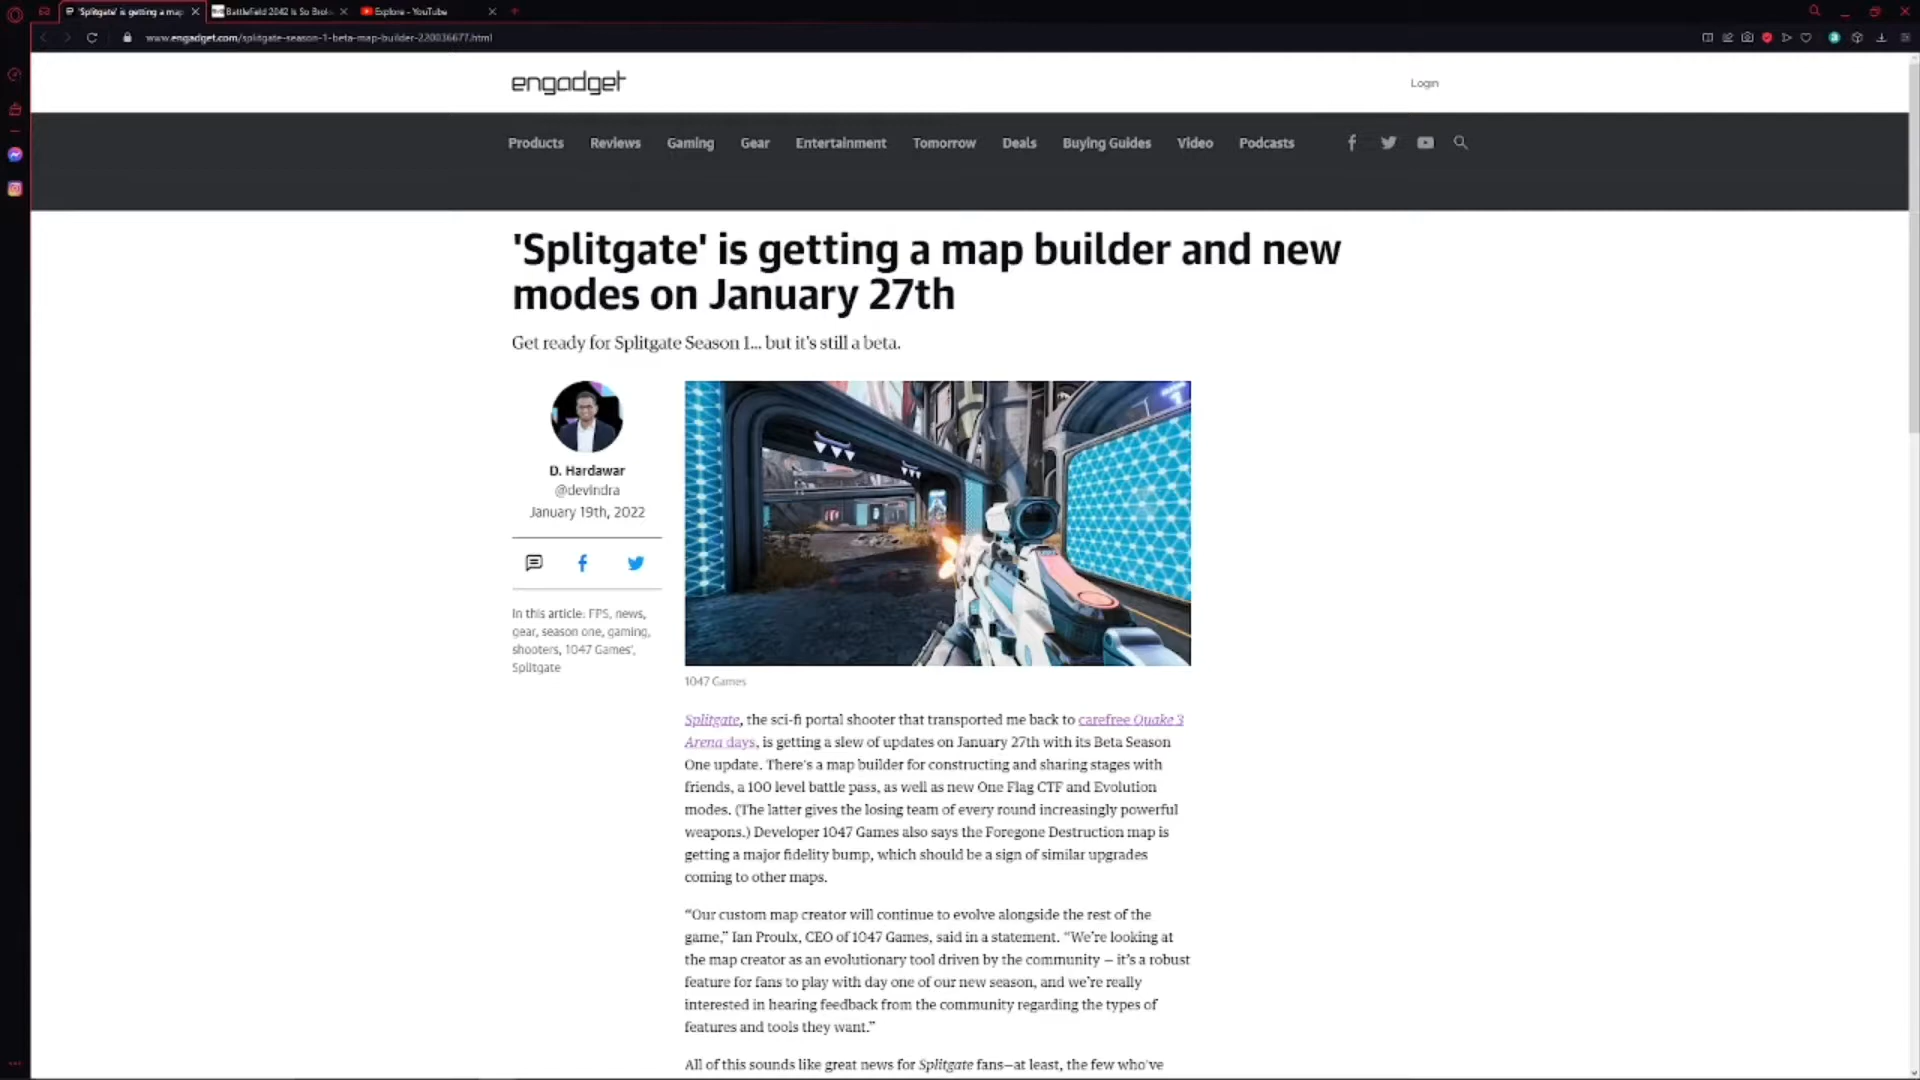 'Splitgate' is getting a map
Battlefield 2042 Is So Brok
Explore - YouTube
www.engadget.com/splitgate-season-1-beta-map-builder-220036677.html
engadget
Login
Products Reviews Gaming Gear Entertainment Tomorrow Deals Buying Guides Video Podcasts
'Splitgate' is getting a map builder and new
modes on January 27th
Get ready for Splitgate Season 1... but it's still a beta.
D. Hardawar
@devindra
January 19th, 2022
In this article: FPS, news,
gear, season one, gaming,
shooters, 1047 Games',
Splitgate
1047 Games
Splitgate, the sci-fi portal shooter that transported me back to carefree Quake 3
Arena days, is getting a slew of updates on January 27th with its Beta Season
One update. There's a map builder for constructing and sharing stages with
friends, a 100 level battle pass, as well as new One Flag CTF and Evolution
modes. (The latter gives the losing team of every round increasingly powerful
weapons.) Developer 1047 Games also says the Foregone Destruction map is
getting a major fidelity bump, which should be a sign of similar upgrades
coming to other maps.
“Our custom map creator will continue to evolve alongside the rest of the
game,” Ian Proulx, CEO of 1047 Games, said in a statement. “We're looking at
the map creator as an evolutionary tool driven by the community – it's a robust
feature for fans to play with day one of our new season, and we're really
interested in hearing feedback from the community regarding the types of
features and tools they want.”
All of this sounds like great news for Splitgate fans—at least, the few who've